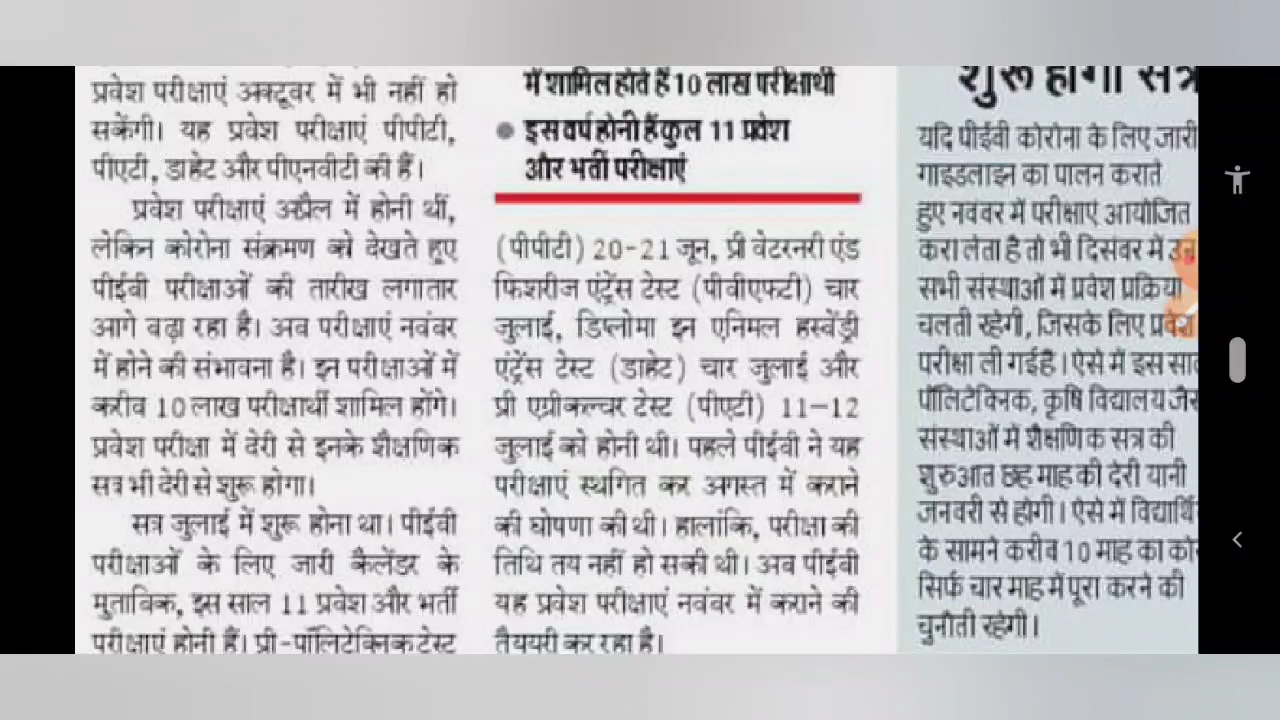 प्रवेश परीक्षाएं अक्टूबर में भी नहीं हो
सकेंगी। यह प्रवेश परीक्षाएं पीपीटी,
पीएटी, डाहेट और पीएनवीटी की हैं।
प्रवेश परीक्षाएं अप्रैल में होनी थीं,
लेकिन कोरोना संक्रमण को देखते हुए
पीईबी परीक्षाओं की तारीख लगातार
आगे बढ़ा रहा है। अब परीक्षाएं नवंबर
में होने की संभावना है। इन परीक्षाओं में
करीब 10 लाख परीक्षार्थी शामिल होंगे।
प्रवेश परीक्षा में देरी से इनके शैक्षणिक
सत्र भी देरी से शुरू होगा।
सत्र जुलाई में शुरू होना था। पीईबी
परीक्षाओं के लिए जारी कैलेंडर के
मुताबिक, इस साल 11 प्रवेश और भर्ती
परीक्षाएं होनी हैं। प्री-पॉलिटेक्निक टेस्ट
में शामिल होते हैं 10 लाख परीक्षार्थी
● इस वर्ष होनी हैं कुल 11 प्रवेश
और भर्ती परीक्षाएं
(पीपीटी) 20-21 जून, प्री वेटरनरी एंड
फिशरीज एंट्रेंस टेस्ट (पीवीएफटी) चार
जुलाई, डिप्लोमा इन एनिमल हस्बेंड्री
एंट्रेंस टेस्ट (डाहेट) चार जुलाई और
प्री एग्रीकल्चर टेस्ट (पीएटी) 11-12
जुलाई को होनी थी। पहले पीईबी ने यह
परीक्षाएं स्थगित कर अगस्त में कराने
की घोषणा की थी। हालांकि, परीक्षा की
तिथि तय नहीं हो सकी थी। अब पीईबी
यह प्रवेश परीक्षाएं नवंबर में कराने की
तैययरी कर रहा है।
शुरू होगा सत्र
यदि पीईबी कोरोना के लिए जारी
गाइडलाइन का पालन कराते
हुए नवंबर में परीक्षाएं आयोजित
करा लेता है तो भी दिसंबर में उन
सभी संस्थाओं में प्रवेश प्रक्रिया
चलती रहेगी, जिसके लिए प्रवेश
परीक्षा ली गई है। ऐसे में इस
पॉलिटेक्निक, कृषि विद्यालय
संस्थाओं में शैक्षणिक सत्र की
शुरुआत छह माह की देरी यानी
जनवरी से होगी। ऐसे में
के सामने करीब 10 माह का
सिर्फ चार माह में पूरा करने की
चुनौती रहेगी।